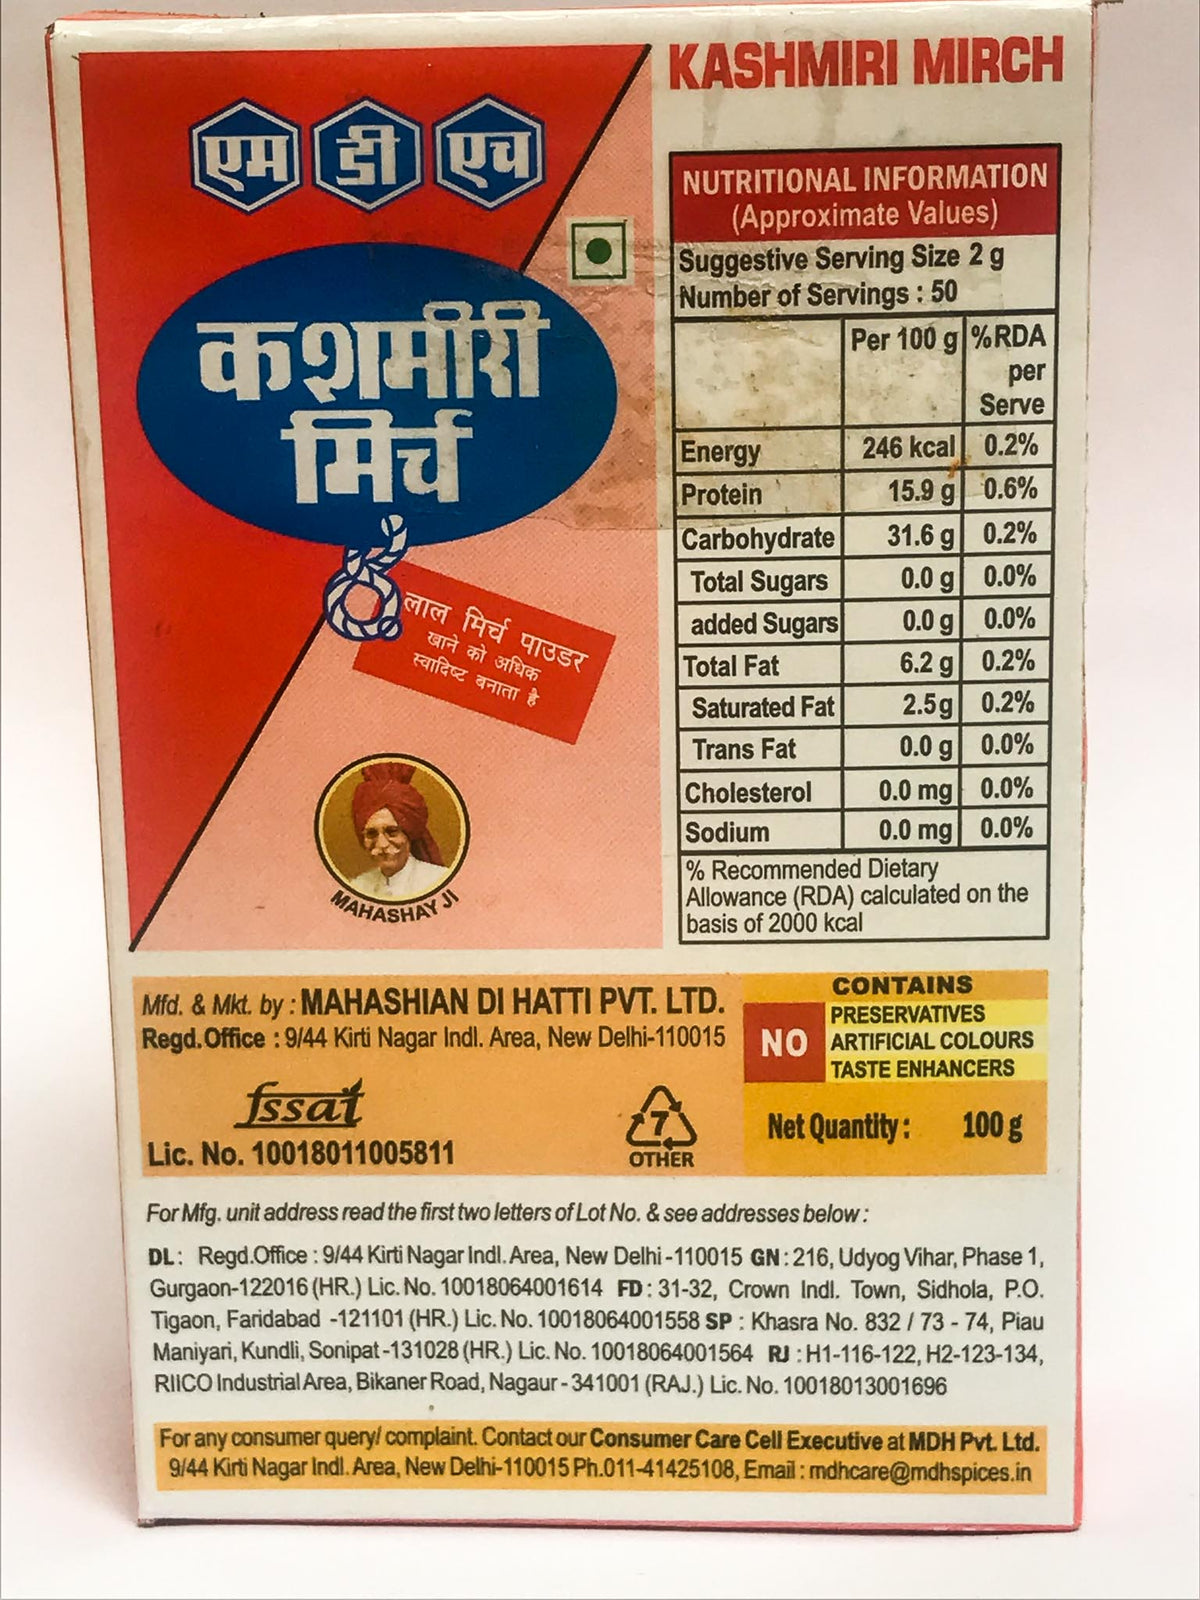 KASHMIRI MIRCH
एम डी एच
कशमीरी
मिर्च
लाल मिर्च पाउडर
खाने को अधिक
स्वादिष्ट बनाता है
MAHASHAY JI
NUTRITIONAL INFORMATION
(Approximate Values)
Suggestive Serving Size 2 g
Number of Servings : 50
Per 100 g %RDA
per
Serve
Energy 246 kcal 0.2%
Protein 15.9 g 0.6%
Carbohydrate 31.6 g 0.2%
Total Sugars 0.0 g 0.0%
added Sugars 0.0 g 0.0%
Total Fat 6.2 g 0.2%
Saturated Fat 2.5g 0.2%
Trans Fat 0.0 g 0.0%
Cholesterol 0.0 mg 0.0%
Sodium 0.0 mg 0.0%
% Recommended Dietary
Allowance (RDA) calculated on the
basis of 2000 kcal
Mfd. & Mkt. by : MAHASHIAN DI HATTI PVT. LTD.
Regd.Office : 9/44 Kirti Nagar Indl. Area, New Delhi-110015
fssai
Lic. No. 10018011005811
7
OTHER
CONTAINS
NO
PRESERVATIVES
ARTIFICIAL COLOURS
TASTE ENHANCERS
Net Quantity : 100 g
For Mfg. unit address read the first two letters of Lot No. & see addresses below :
DL : Regd.Office : 9/44 Kirti Nagar Indl. Area, New Delhi -110015 GN : 216, Udyog Vihar, Phase 1,
Gurgaon-122016 (HR.) Lic. No. 10018064001614 FD : 31-32, Crown Indl. Town, Sidhola, P.O.
Tigaon, Faridabad -121101 (HR.) Lic. No. 10018064001558 SP : Khasra No. 832 / 73 - 74, Piau
Maniyari, Kundli, Sonipat -131028 (HR.) Lic. No. 10018064001564 RJ : H1-116-122, H2-123-134,
RIICO Industrial Area, Bikaner Road, Nagaur - 341001 (RAJ.) Lic. No. 10018013001696
For any consumer query/ complaint. Contact our Consumer Care Cell Executive at MDH Pvt. Ltd.
9/44 Kirti Nagar Indl. Area, New Delhi-110015 Ph.011-41425108, Email : mdhcare@mdhspices.in